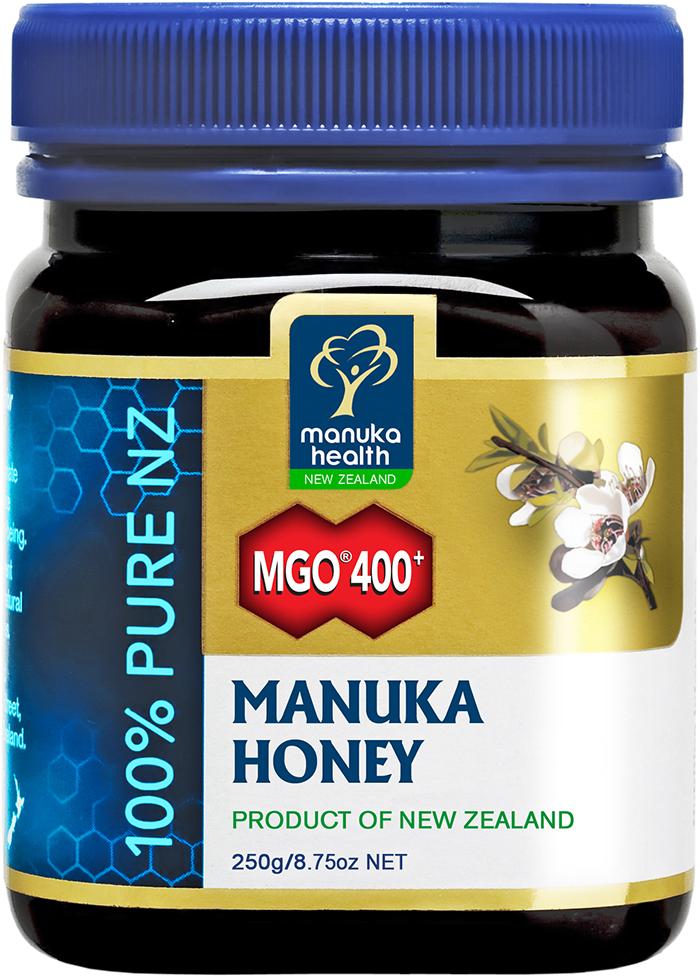 manuka
health
NEW ZEALAND
MGO® 400+
100% PURE NZ
MANUKA
HONEY
PRODUCT OF NEW ZEALAND
250g/8.75oz NET